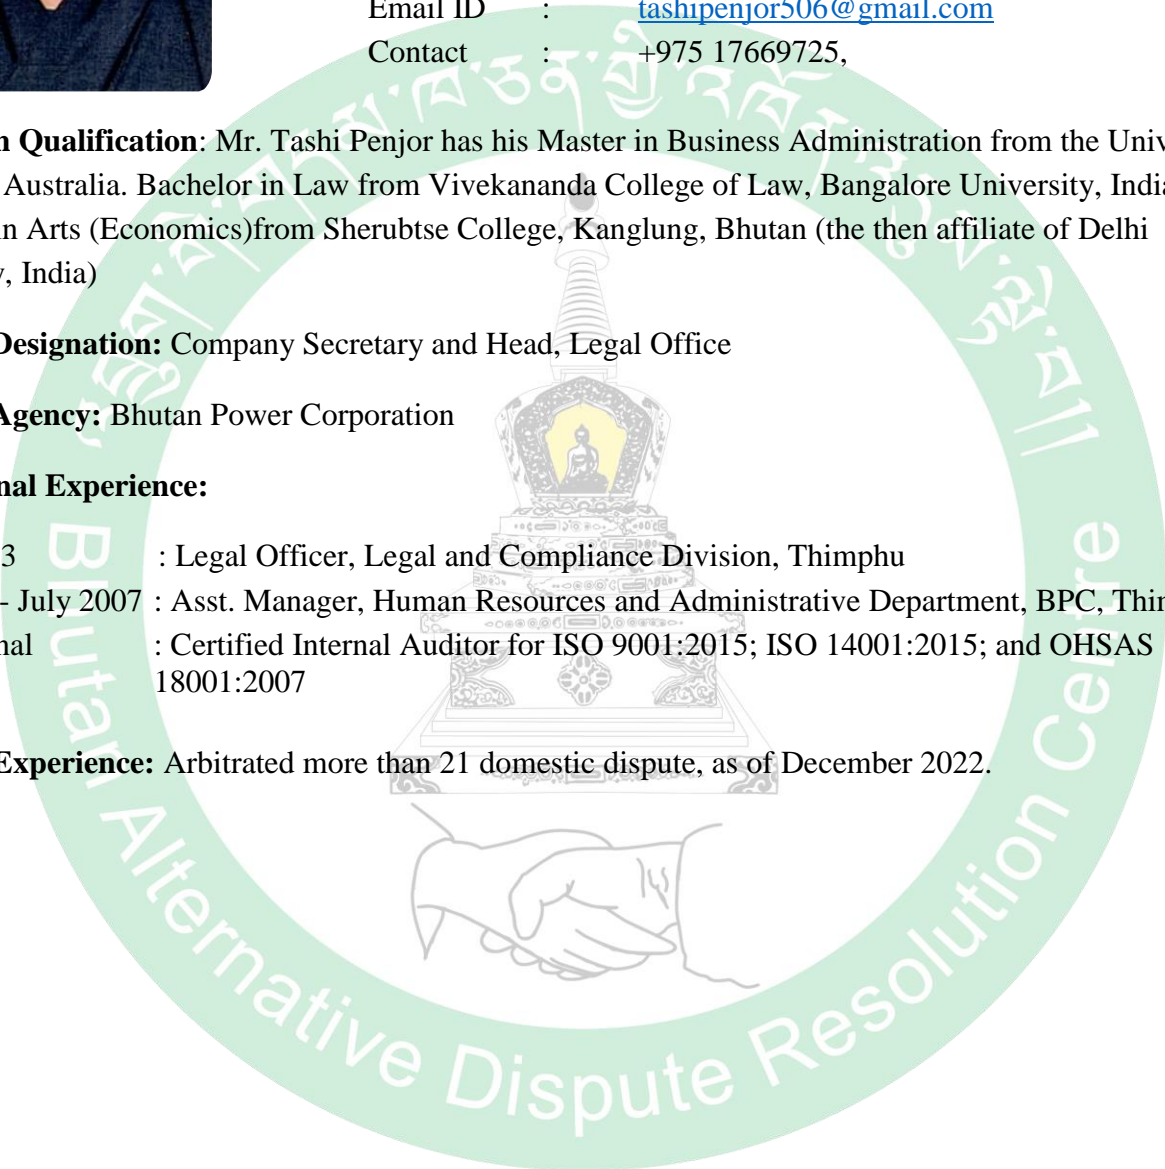 Email ID : tashipenjor506@gmail.com
Contact : +975 17669725,
n Qualification: Mr. Tashi Penjor has his Master in Business Administration from the Univ
Australia. Bachelor in Law from Vivekananda College of Law, Bangalore University, India
in Arts (Economics)from Sherubtse College, Kanglung, Bhutan (the then affiliate of Delhi
y, India)
Designation: Company Secretary and Head, Legal Office
Agency: Bhutan Power Corporation
nal Experience:
3 : Legal Officer, Legal and Compliance Division, Thimphu
- July 2007 : Asst. Manager, Human Resources and Administrative Department, BPC, Thim
nal : Certified Internal Auditor for ISO 9001:2015; ISO 14001:2015; and OHSAS
18001:2007
Experience: Arbitrated more than 21 domestic dispute, as of December 2022.
Bhutan Alternative Dispute Resolution Centre